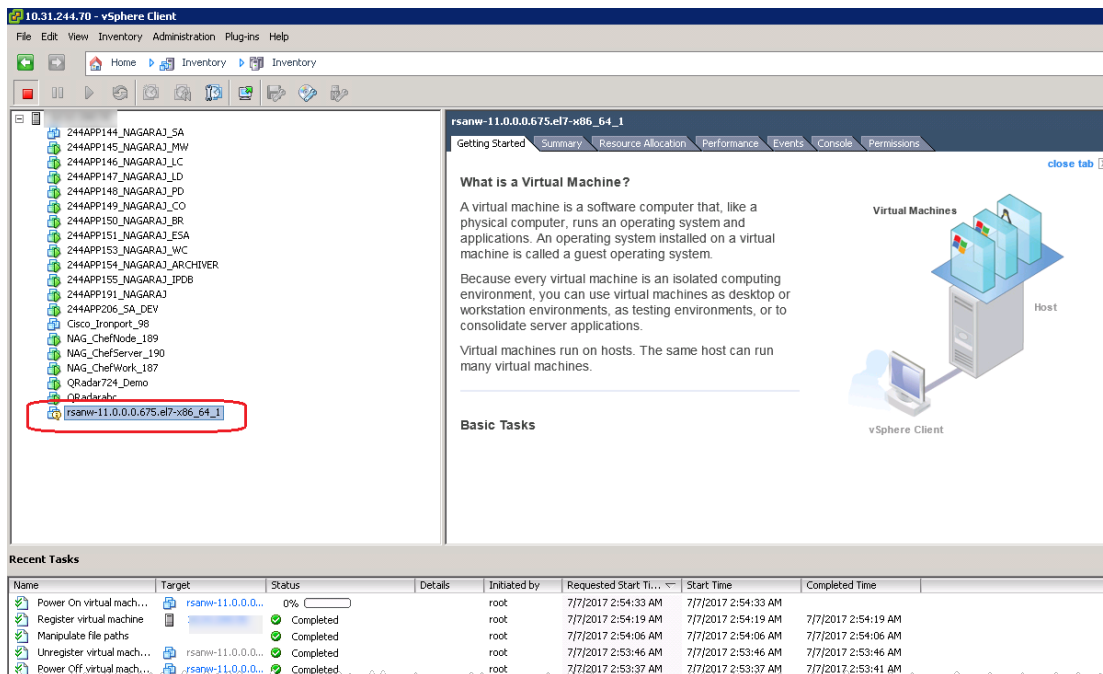 10.31.244.70 - vSphere Client
File Edit View Inventory Administration Plug-ins Help
Home Inventory Inventory
244APP144_NAGARAJ_SA
244APP145_NAGARAJ_MW
244APP146_NAGARAJ_LC
244APP147_NAGARAJ_LD
244APP148_NAGARAJ_PD
244APP149_NAGARAJ_CO
244APP150_NAGARAJ_BR
244APP151_NAGARAJ_ESA
244APP153_NAGARAJ_WC
244APP154_NAGARAJ_ARCHIVER
244APP155_NAGARAJ_IPDB
244APP191_NAGARAJ
244APP206_SA_DEV
Cisco_Ironport_98
NAG_ChefNode_189
NAG_ChefServer_190
NAG_ChefWork_187
QRadar724_Demo
QRadarabc
rsanw-11.0.0.0.675.el7-x86_64_1
rsanw-11.0.0.0.675.el7-x86_64_1
Getting Started Summary Resource Allocation Performance Events Console Permissions
close tab
What is a Virtual Machine?
A virtual machine is a software computer that, like a
physical computer, runs an operating system and
applications. An operating system installed on a virtual
machine is called a guest operating system.
Because every virtual machine is an isolated computing
environment, you can use virtual machines as desktop or
workstation environments, as testing environments, or to
consolidate server applications.
Virtual machines run on hosts. The same host can run
many virtual machines.
Basic Tasks
Virtual Machines
Host
vSphere Client
Recent Tasks
Name Target Status Details Initiated by Requested Start Ti... Start Time Completed Time
Power On virtual mach... rsanw-11.0.0.0... 0% root 7/7/2017 2:54:33 AM 7/7/2017 2:54:33 AM
Register virtual machine Completed root 7/7/2017 2:54:19 AM 7/7/2017 2:54:19 AM 7/7/2017 2:54:19 AM
Manipulate file paths Completed root 7/7/2017 2:54:06 AM 7/7/2017 2:54:06 AM 7/7/2017 2:54:06 AM
Unregister virtual mach... rsanw-11.0.0.0... Completed root 7/7/2017 2:53:46 AM 7/7/2017 2:53:46 AM 7/7/2017 2:53:46 AM
Power Off virtual mach... rsanw-11.0.0.0... Completed root 7/7/2017 2:53:37 AM 7/7/2017 2:53:37 AM 7/7/2017 2:53:41 AM